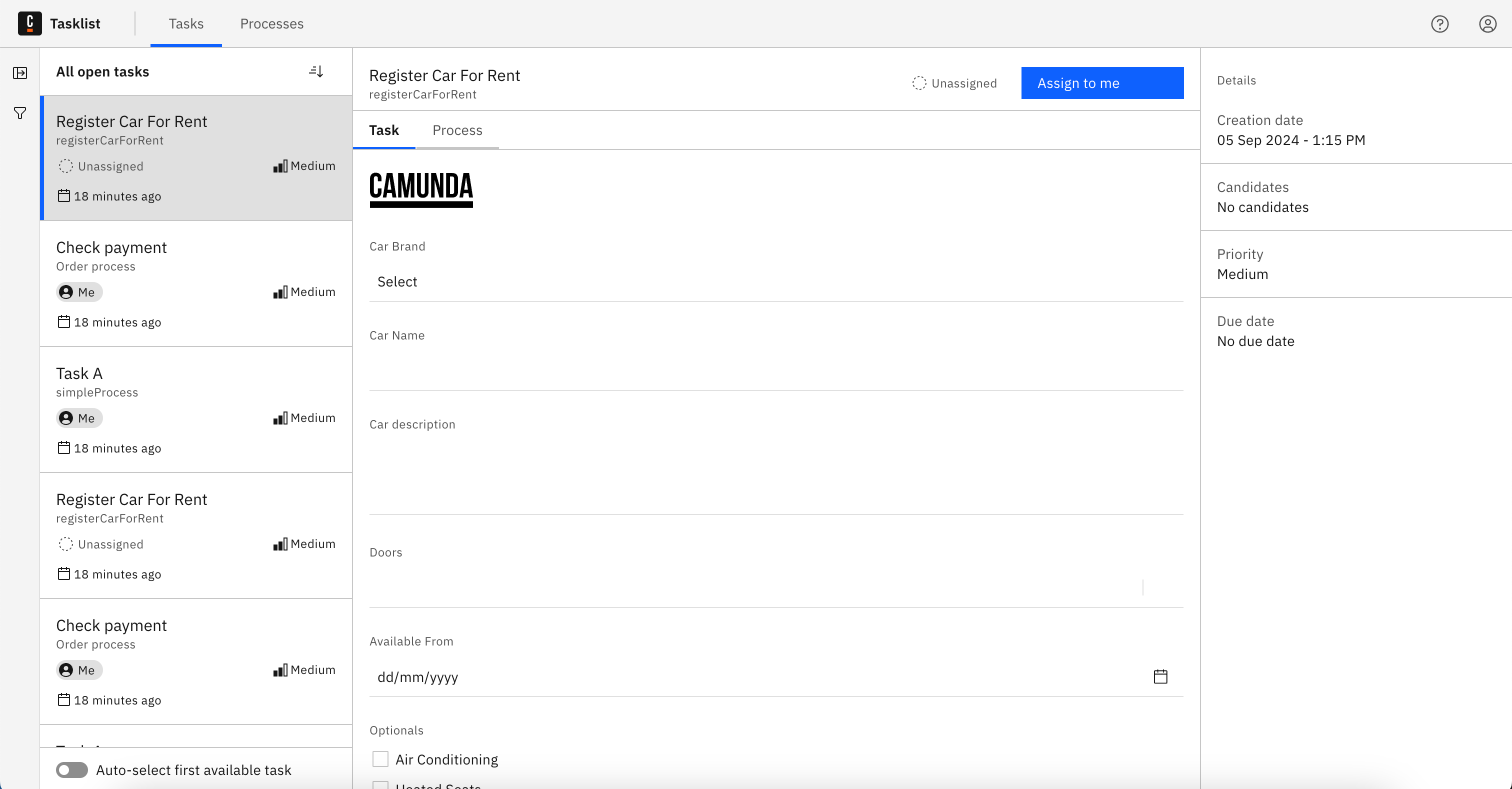 C
Tasklist
Tasks
Processes
All open tasks
Register Car For Rent
registerCarForRent
Unassigned
Medium
18 minutes ago
Check payment
Order process
Me
Medium
18 minutes ago
Task A
simpleProcess
Me
Medium
18 minutes ago
Register Car For Rent
registerCarForRent
Unassigned
Medium
18 minutes ago
Check payment
Order process
Me
Medium
18 minutes ago
Auto-select first available task
Register Car For Rent
registerCarForRent
Unassigned
Assign to me
Task
Process
CAMUNDA
Car Brand
Select
Car Name
Car description
Doors
Available From
dd/mm/yyyy
Optionals
Air Conditioning
Heated Seats
Details
Creation date
05 Sep 2024 - 1:15 PM
Candidates
No candidates
Priority
Medium
Due date
No due date